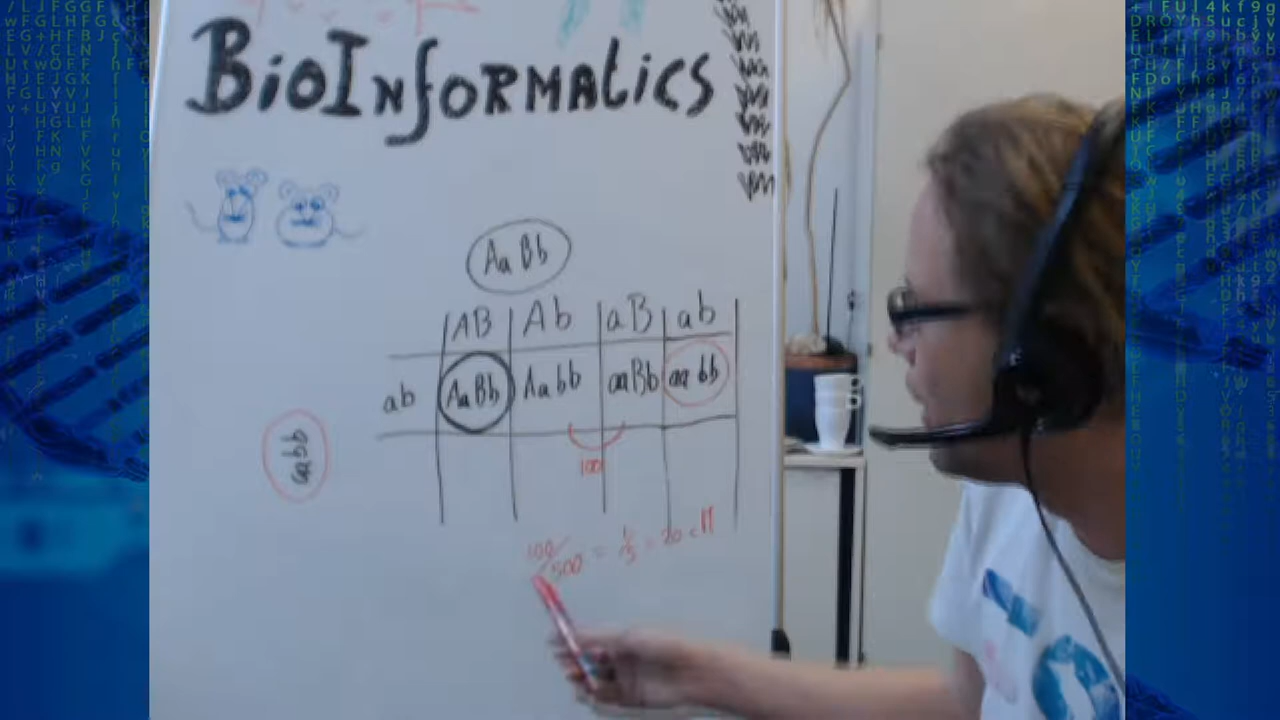 BioInformatics
AaBb
AB Ab aB ab
ab AaBb Aabb aaBb aabb
aabb
100
100/500 = 1/5 = 20 cM